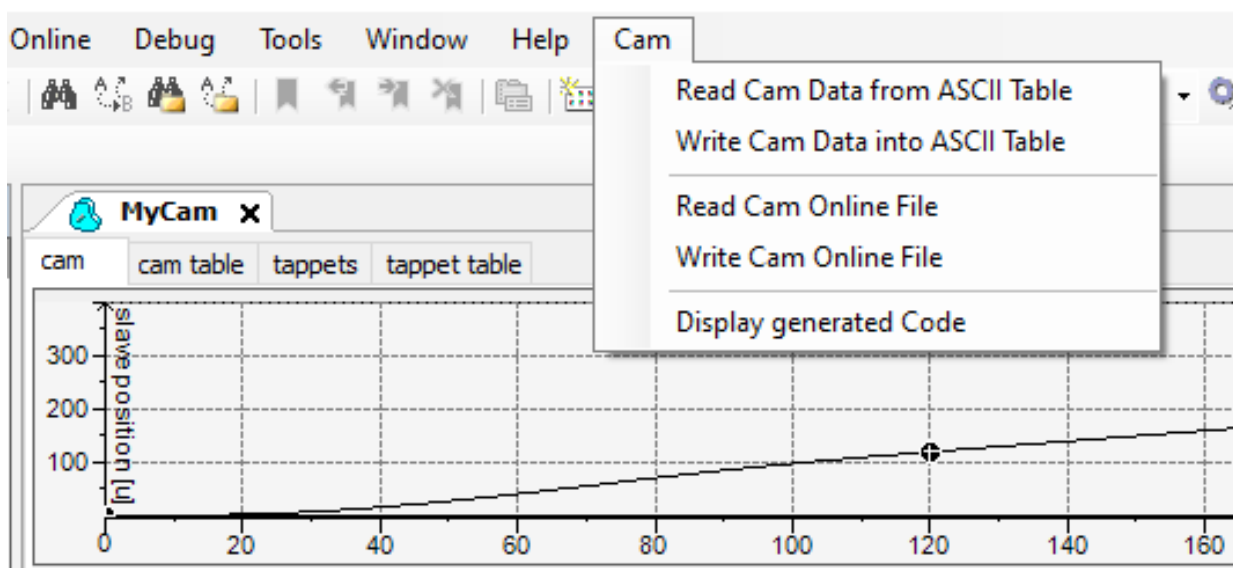 Online Debug Tools Window Help Cam
Read Cam Data from ASCII Table
Write Cam Data into ASCII Table
Read Cam Online File
Write Cam Online File
Display generated Code
MyCam
cam cam table tappets tappet table
slave position [u]
300
200
100
0 20 40 60 80 100 120 140 160